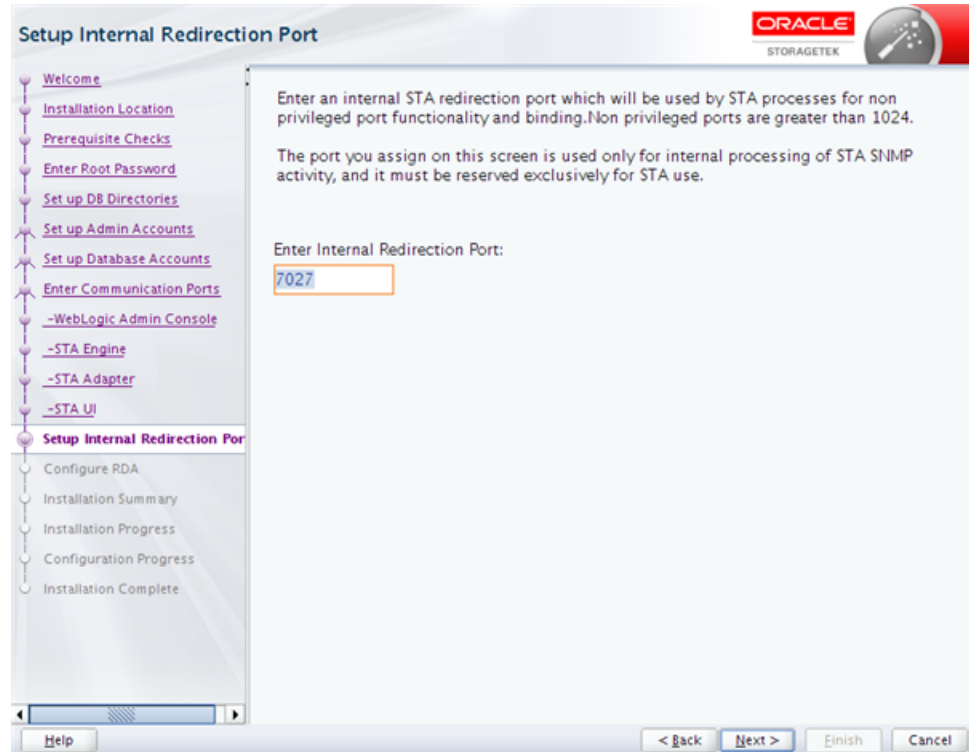 Setup Internal Redirection Port
ORACLE
STORAGETEK
Welcome
Installation Location
Prerequisite Checks
Enter Root Password
Set up DB Directories
Set up Admin Accounts
Set up Database Accounts
Enter Communication Ports
-WebLogic Admin Console
-STA Engine
-STA Adapter
-STA UI
Setup Internal Redirection Por
Configure RDA
Installation Summary
Installation Progress
Configuration Progress
Installation Complete
Enter an internal STA redirection port which will be used by STA processes for non
privileged port functionality and binding.Non privileged ports are greater than 1024.
The port you assign on this screen is used only for internal processing of STA SNMP
activity, and it must be reserved exclusively for STA use.
Enter Internal Redirection Port:
7027
Help
< Back
Next >
Finish
Cancel